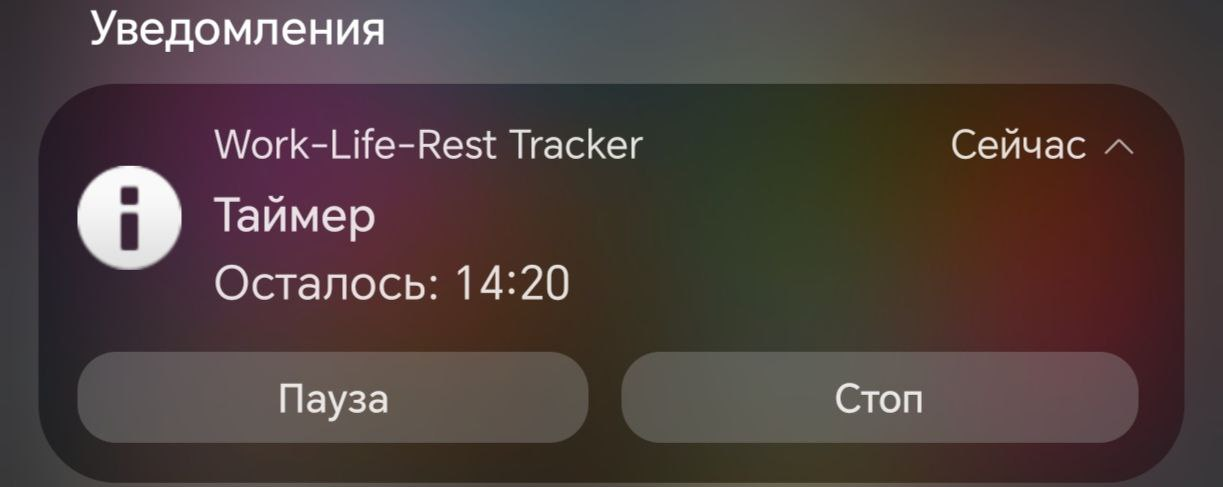 Уведомления
Work-Life-Rest Tracker Сейчас
Таймер
Осталось: 14:20
Пауза Стоп